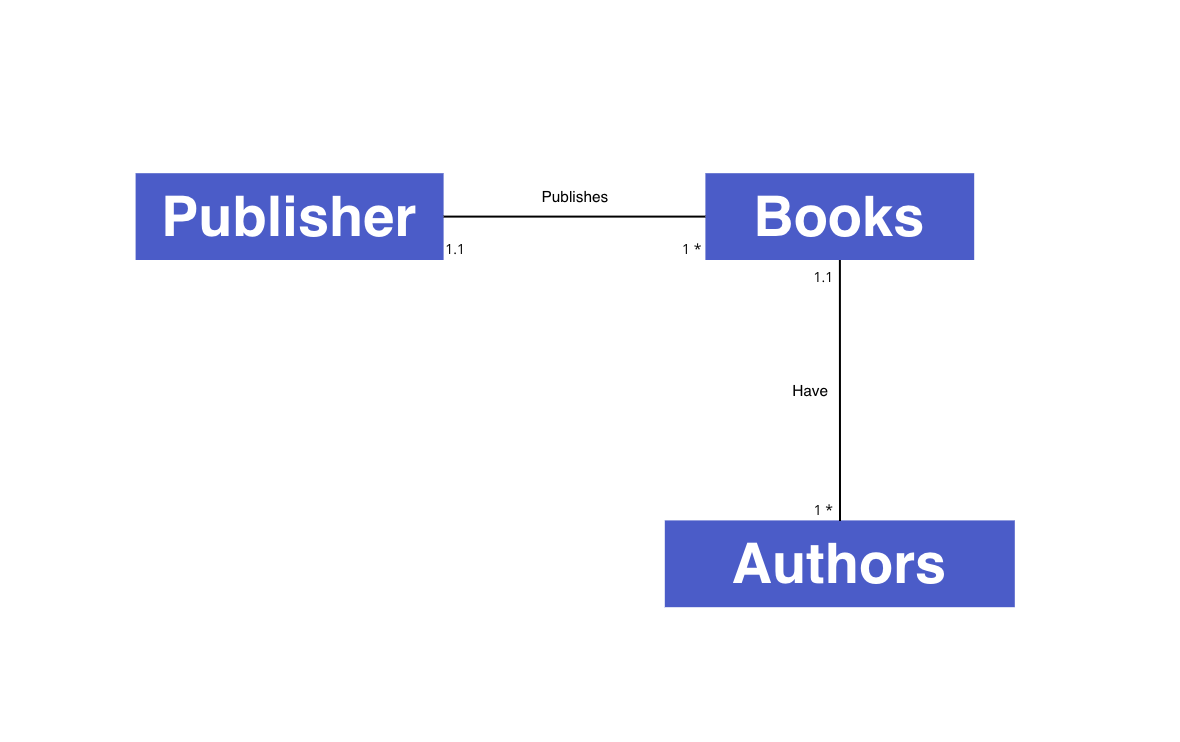 Publisher
Publishes
Books
1.1
1 *
1.1
Have
1 *
Authors